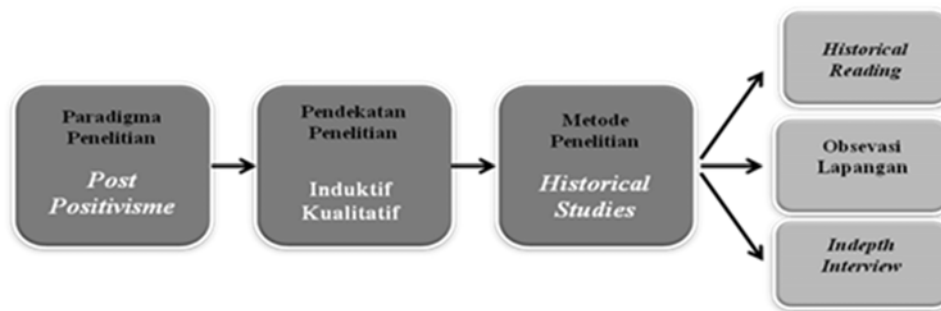 Paradigma
Penelitian
Post
Positivisme
Pendekatan
Penelitian
Induktif
Kualitatif
Metode
Penelitian
Historical
Studies
Historical
Reading
Obsevasi
Lapangan
Indepth
Interview